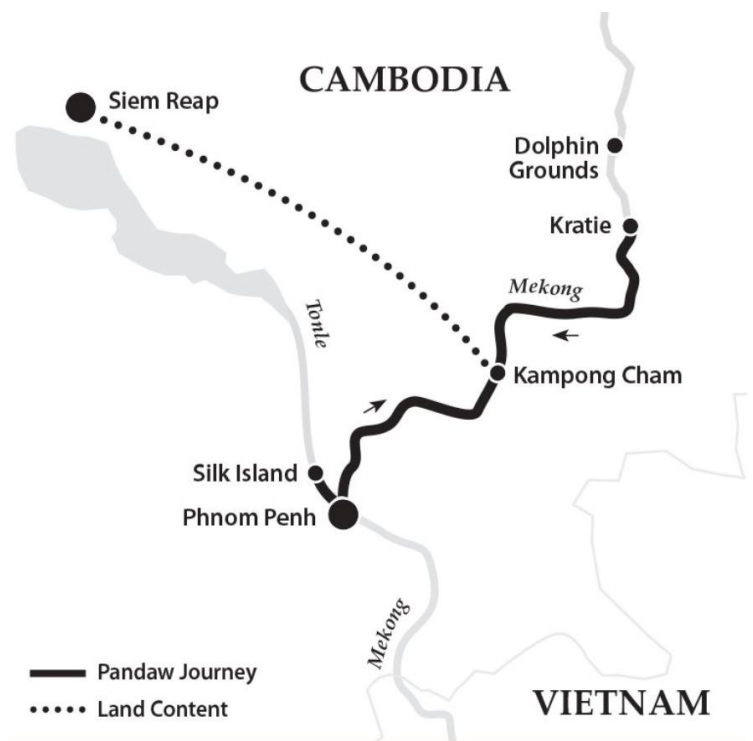 CAMBODIA
Siem Reap
Dolphin
Grounds
Kratie
Mekong
Tonle
Kampong Cham
Silk Island
Phnom Penh
Mekong
Pandaw Journey
Land Content
VIETNAM